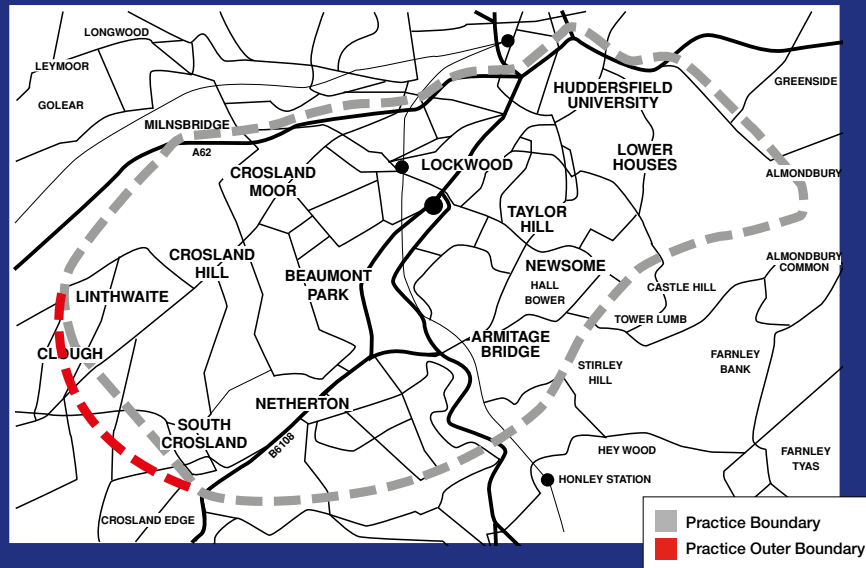 LONGWOOD
LEYMOOR
GOLEAR
GREENSIDE
HUDDERSFIELD
UNIVERSITY
MILNSBRIDGE
A62
LOWER
HOUSES
LOCKWOOD
CROSLAND
MOOR
ALMONDBURY
TAYLOR
HILL
CROSLAND
HILL
NEWSOME
ALMONDBURY
COMMON
BEAUMONT
PARK
HALL
BOWER
CASTLE HILL
LINTHWAITE
TOWER LUMB
ARMITAGE
BRIDGE
CLOUGH
FARNLEY
BANK
STIRLEY
HILL
NETHERTON
SOUTH
CROSLAND
B6108
HEY WOOD
FARNLEY
TYAS
HONLEY STATION
CROSLAND EDGE
Practice Boundary
Practice Outer Boundary